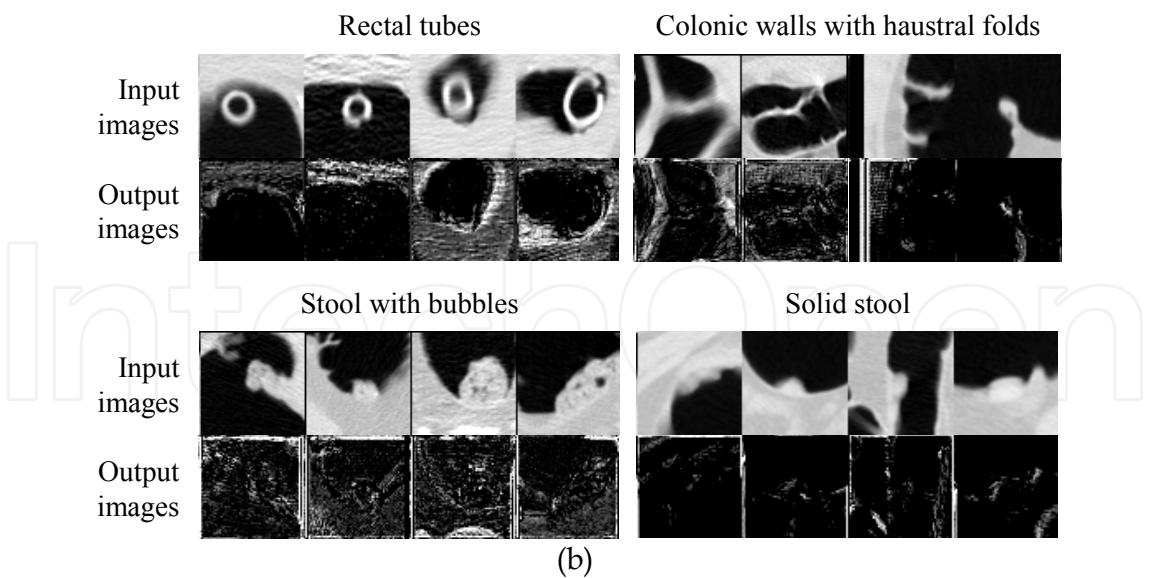 Rectal tubes
Colonic walls with haustral folds
Input
images
Output
images
Stool with bubbles
Solid stool
Input
images
Output
images
(b)
IntechOpen